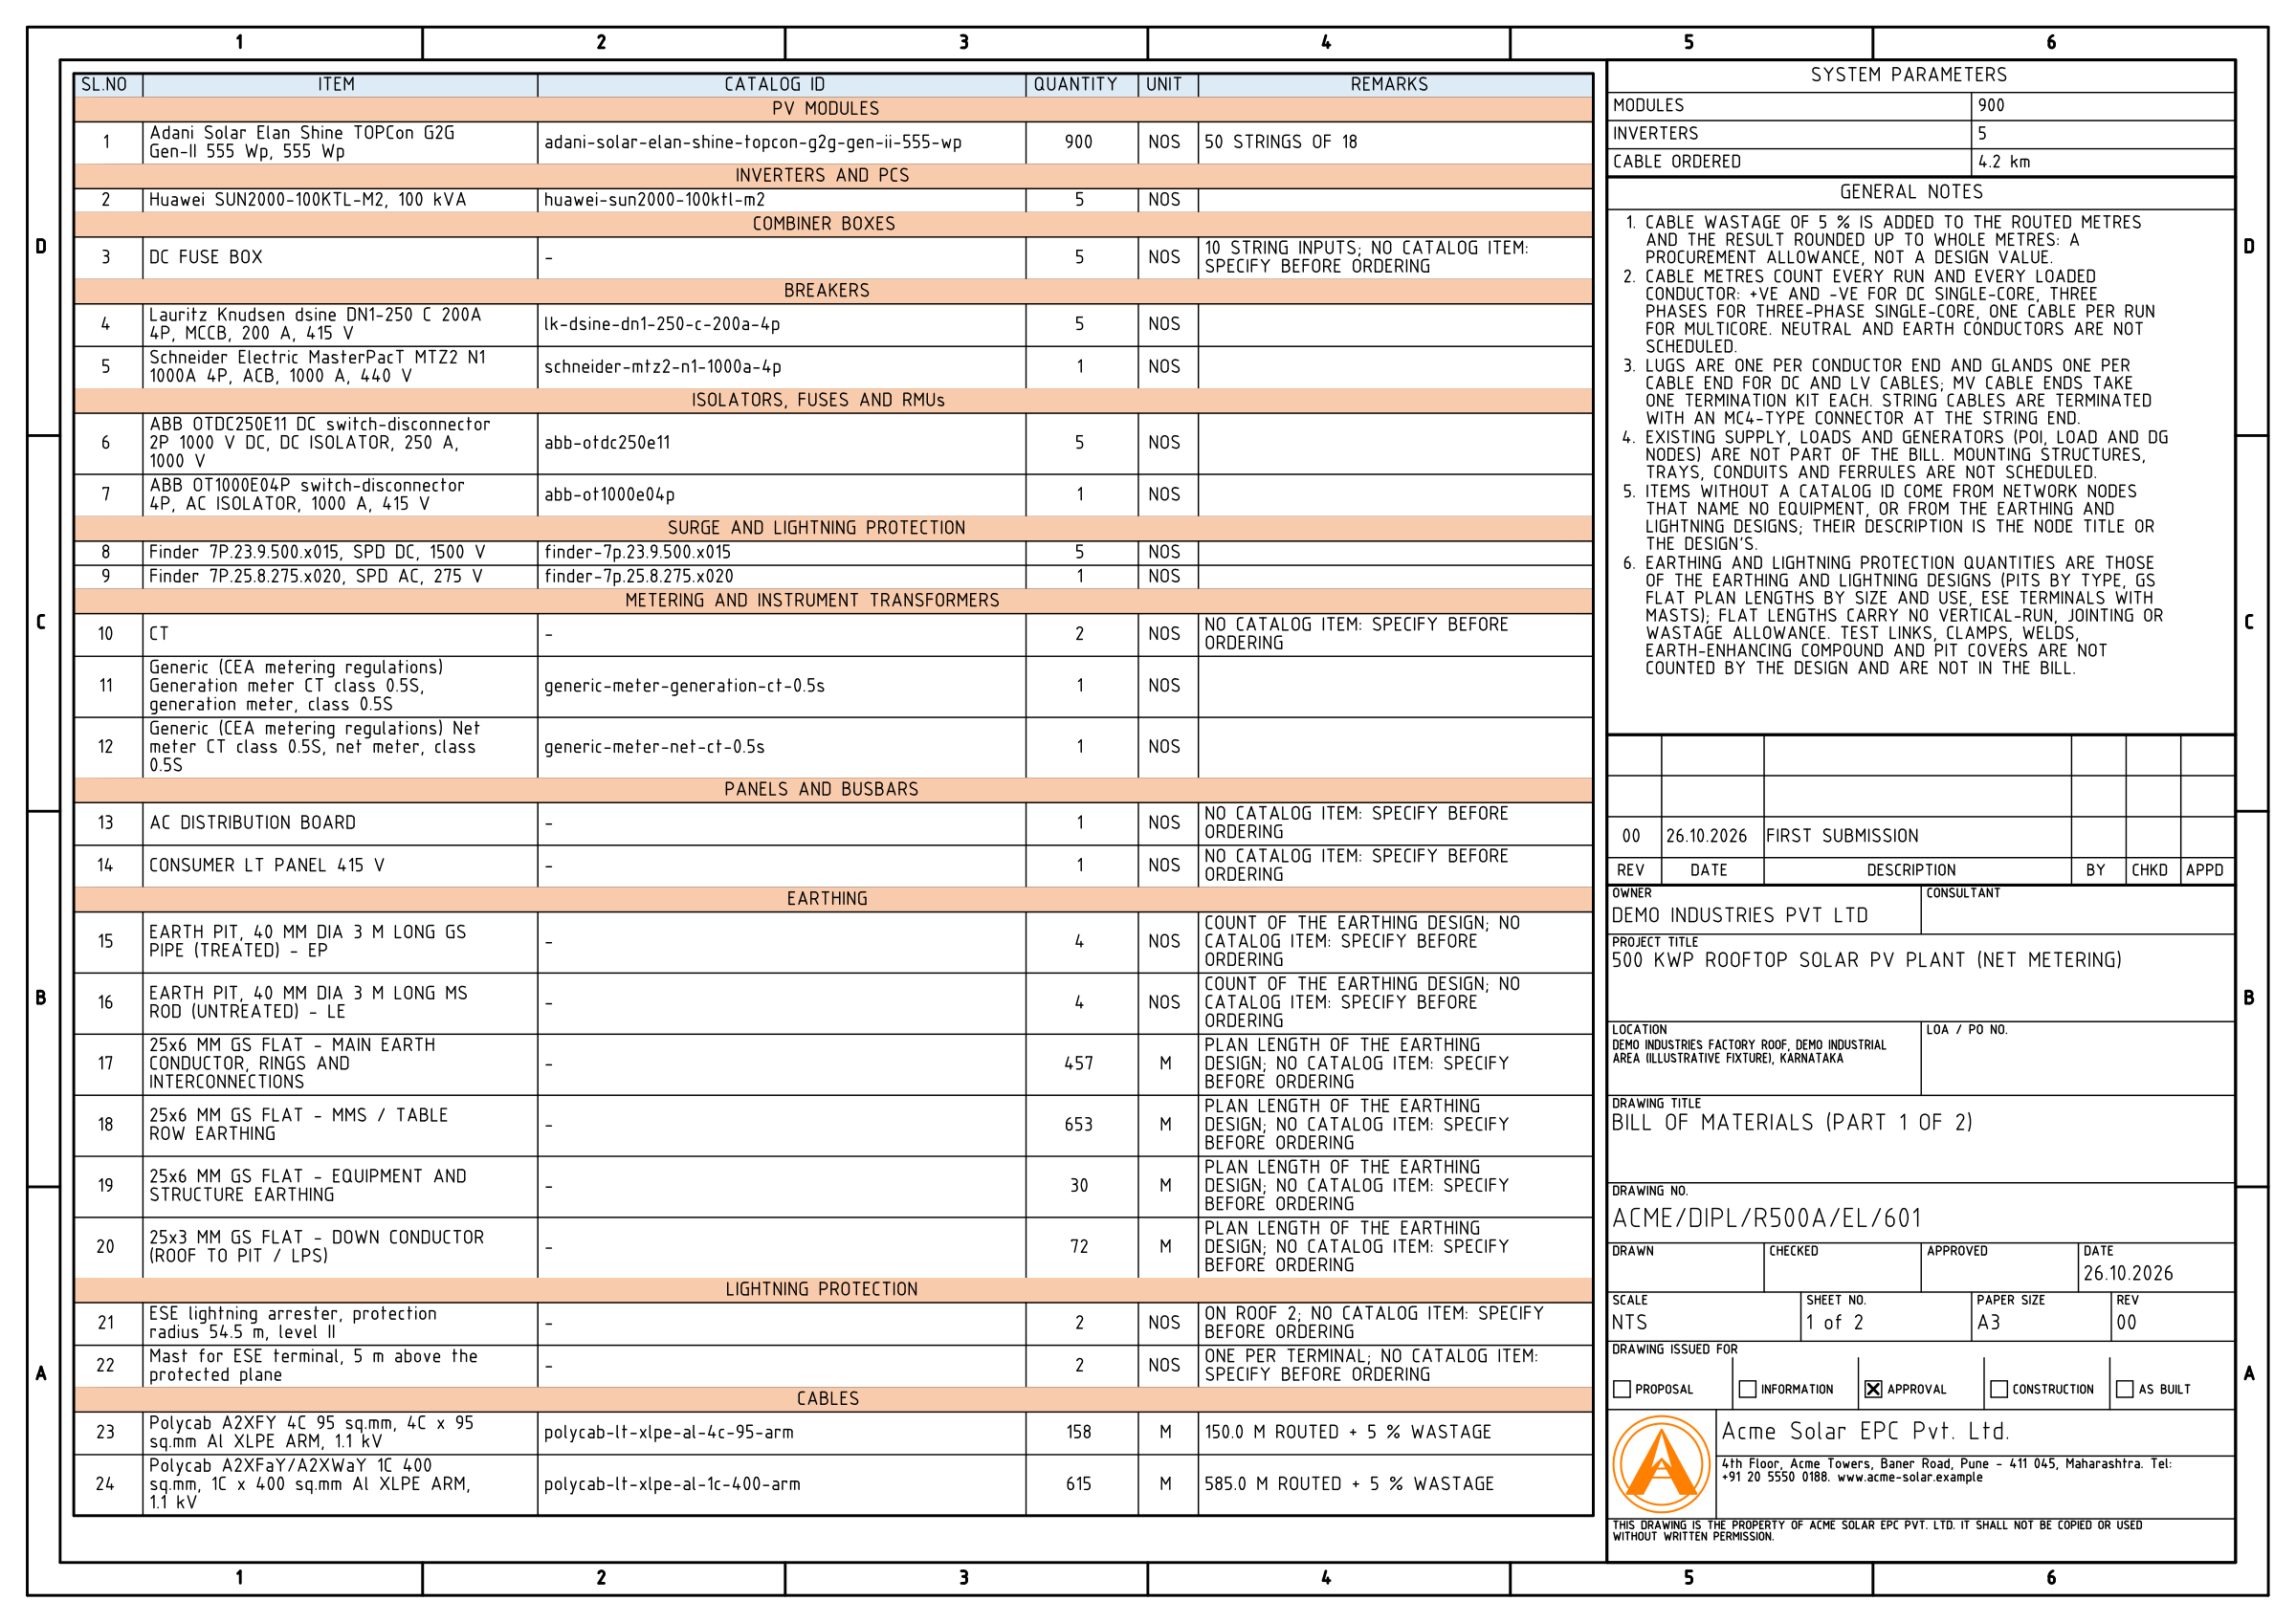 1 2 3 4 5 6
SL.NO ITEM CATALOG ID QUANTITY UNIT REMARKS
PV MODULES
1 Adani Solar Elan Shine TOPCon G2G Gen-II 555 Wp, 555 Wp adani-solar-elan-shine-topcon-g2g-gen-ii-555-wp 900 NOS 50 STRINGS OF 18
INVERTERS AND PCS
2 Huawei SUN2000-100KTL-M2, 100 kVA huawei-sun2000-100ktl-m2 5 NOS
COMBINER BOXES
3 DC FUSE BOX - 5 NOS 10 STRING INPUTS; NO CATALOG ITEM: SPECIFY BEFORE ORDERING
BREAKERS
4 Lauritz Knudsen dsine DN1-250 C 200A 4P, MCCB, 200 A, 415 V lk-dsine-dn1-250-c-200a-4p 5 NOS
5 Schneider Electric MasterPacT MTZ2 N1 1000A 4P, ACB, 1000 A, 440 V schneider-mtz2-n1-1000a-4p 1 NOS
ISOLATORS, FUSES AND RMUs
6 ABB OTDC250E11 DC switch-disconnector 2P 1000 V DC, DC ISOLATOR, 250 A, 1000 V abb-otdc250e11 5 NOS
7 ABB OT1000E04P switch-disconnector 4P, AC ISOLATOR, 1000 A, 415 V abb-ot1000e04p 1 NOS
SURGE AND LIGHTNING PROTECTION
8 Finder 7P.23.9.500.x015, SPD DC, 1500 V finder-7p.23.9.500.x015 5 NOS
9 Finder 7P.25.8.275.x020, SPD AC, 275 V finder-7p.25.8.275.x020 1 NOS
METERING AND INSTRUMENT TRANSFORMERS
10 CT - 2 NOS NO CATALOG ITEM: SPECIFY BEFORE ORDERING
11 Generic (CEA metering regulations) Generation meter CT class 0.5S, generation meter, class 0.5S generic-meter-generation-ct-0.5s 1 NOS
12 Generic (CEA metering regulations) Net meter CT class 0.5S, net meter, class 0.5S generic-meter-net-ct-0.5s 1 NOS
PANELS AND BUSBARS
13 AC DISTRIBUTION BOARD - 1 NOS NO CATALOG ITEM: SPECIFY BEFORE ORDERING
14 CONSUMER LT PANEL 415 V - 1 NOS NO CATALOG ITEM: SPECIFY BEFORE ORDERING
EARTHING
15 EARTH PIT, 40 MM DIA 3 M LONG GS PIPE (TREATED) - EP - 4 NOS COUNT OF THE EARTHING DESIGN; NO CATALOG ITEM: SPECIFY BEFORE ORDERING
16 EARTH PIT, 40 MM DIA 3 M LONG MS ROD (UNTREATED) - LE - 4 NOS COUNT OF THE EARTHING DESIGN; NO CATALOG ITEM: SPECIFY BEFORE ORDERING
17 25x6 MM GS FLAT - MAIN EARTH CONDUCTOR, RINGS AND INTERCONNECTIONS - 457 M PLAN LENGTH OF THE EARTHING DESIGN; NO CATALOG ITEM: SPECIFY BEFORE ORDERING
18 25x6 MM GS FLAT - MMS / TABLE ROW EARTHING - 653 M PLAN LENGTH OF THE EARTHING DESIGN; NO CATALOG ITEM: SPECIFY BEFORE ORDERING
19 25x6 MM GS FLAT - EQUIPMENT AND STRUCTURE EARTHING - 30 M PLAN LENGTH OF THE EARTHING DESIGN; NO CATALOG ITEM: SPECIFY BEFORE ORDERING
20 25x3 MM GS FLAT - DOWN CONDUCTOR (ROOF TO PIT / LPS) - 72 M PLAN LENGTH OF THE EARTHING DESIGN; NO CATALOG ITEM: SPECIFY BEFORE ORDERING
LIGHTNING PROTECTION
21 ESE lightning arrester, protection radius 54.5 m, level II - 2 NOS ON ROOF 2; NO CATALOG ITEM: SPECIFY BEFORE ORDERING
22 Mast for ESE terminal, 5 m above the protected plane - 2 NOS ONE PER TERMINAL; NO CATALOG ITEM: SPECIFY BEFORE ORDERING
CABLES
23 Polycab A2XFY 4C 95 sq.mm, 4C x 95 sq.mm Al XLPE ARM, 1.1 kV polycab-lt-xlpe-al-4c-95-arm 158 M 150.0 M ROUTED + 5 % WASTAGE
24 Polycab A2XFaY/A2XWaY 1C 400 sq.mm, 1C x 400 sq.mm Al XLPE ARM, 1.1 kV polycab-lt-xlpe-al-1c-400-arm 615 M 585.0 M ROUTED + 5 % WASTAGE
SYSTEM PARAMETERS
MODULES 900
INVERTERS 5
CABLE ORDERED 4.2 km
GENERAL NOTES
1. CABLE WASTAGE OF 5 % IS ADDED TO THE ROUTED METRES
AND THE RESULT ROUNDED UP TO WHOLE METRES: A
PROCUREMENT ALLOWANCE, NOT A DESIGN VALUE.
2. CABLE METRES COUNT EVERY RUN AND EVERY LOADED
CONDUCTOR: +VE AND -VE FOR DC SINGLE-CORE, THREE
PHASES FOR THREE-PHASE SINGLE-CORE, ONE CABLE PER RUN
FOR MULTICORE. NEUTRAL AND EARTH CONDUCTORS ARE NOT
SCHEDULED.
3. LUGS ARE ONE PER CONDUCTOR END AND GLANDS ONE PER
CABLE END FOR DC AND LV CABLES; MV CABLE ENDS TAKE
ONE TERMINATION KIT EACH. STRING CABLES ARE TERMINATED
WITH AN MC4-TYPE CONNECTOR AT THE STRING END.
4. EXISTING SUPPLY, LOADS AND GENERATORS (POI, LOAD AND DG
NODES) ARE NOT PART OF THE BILL. MOUNTING STRUCTURES,
TRAYS, CONDUITS AND FERRULES ARE NOT SCHEDULED.
5. ITEMS WITHOUT A CATALOG ID COME FROM NETWORK NODES
THAT NAME NO EQUIPMENT, OR FROM THE EARTHING AND
LIGHTNING DESIGNS; THEIR DESCRIPTION IS THE NODE TITLE OR
THE DESIGN'S.
6. EARTHING AND LIGHTNING PROTECTION QUANTITIES ARE THOSE
OF THE EARTHING AND LIGHTNING DESIGNS (PITS BY TYPE, GS
FLAT PLAN LENGTHS BY SIZE AND USE, ESE TERMINALS WITH
MASTS); FLAT LENGTHS CARRY NO VERTICAL-RUN, JOINTING OR
WASTAGE ALLOWANCE. TEST LINKS, CLAMPS, WELDS,
EARTH-ENHANCING COMPOUND AND PIT COVERS ARE NOT
COUNTED BY THE DESIGN AND ARE NOT IN THE BILL.
00 26.10.2026 FIRST SUBMISSION
REV DATE DESCRIPTION BY CHKD APPD
OWNER CONSULTANT
DEMO INDUSTRIES PVT LTD
PROJECT TITLE
500 KWP ROOFTOP SOLAR PV PLANT (NET METERING)
LOCATION LOA / PO NO.
DEMO INDUSTRIES FACTORY ROOF, DEMO INDUSTRIAL
AREA (ILLUSTRATIVE FIXTURE), KARNATAKA
DRAWING TITLE
BILL OF MATERIALS (PART 1 OF 2)
DRAWING NO.
ACME/DIPL/R500A/EL/601
DRAWN CHECKED APPROVED DATE
26.10.2026
SCALE SHEET NO. PAPER SIZE REV
NTS 1 of 2 A3 00
DRAWING ISSUED FOR
PROPOSAL INFORMATION APPROVAL CONSTRUCTION AS BUILT
Acme Solar EPC Pvt. Ltd.
4th Floor, Acme Towers, Baner Road, Pune - 411 045, Maharashtra. Tel:
+91 20 5550 0188. www.acme-solar.example
THIS DRAWING IS THE PROPERTY OF ACME SOLAR EPC PVT. LTD. IT SHALL NOT BE COPIED OR USED
WITHOUT WRITTEN PERMISSION.
D D
C C
B B
A A
1 2 3 4 5 6